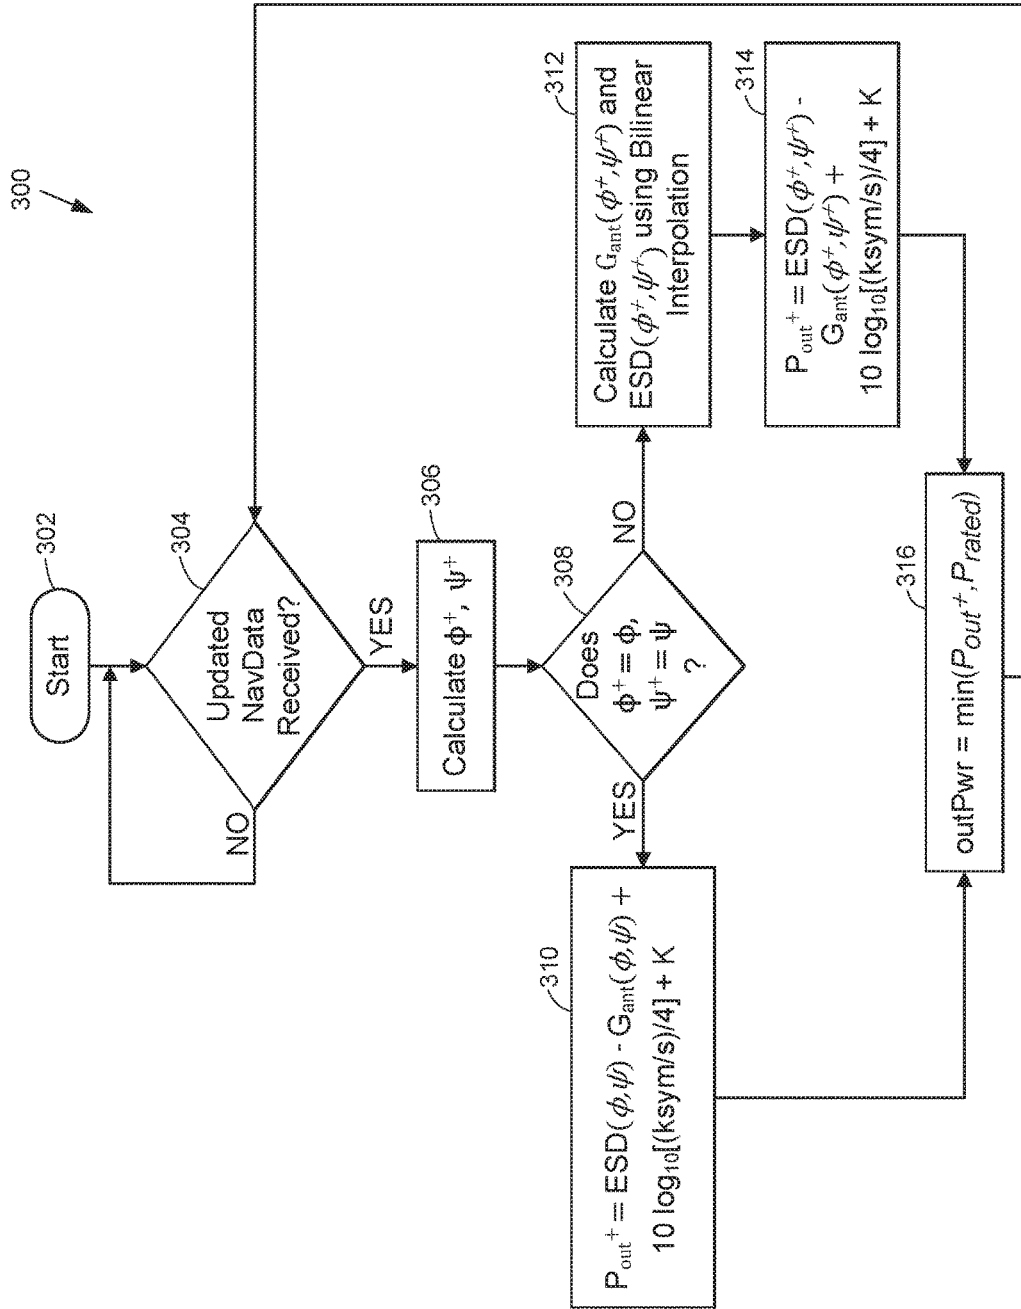 300
Start
302
Updated
NavData
Received?
304
NO
YES
Calculate Φ⁺, ψ⁺
306
Does
ϕ⁺ = ϕ,
ψ⁺ = ψ
?
308
YES
NO
P_out⁺ = ESD(ϕ,ψ) - G_ant(ϕ,ψ) +
10 log₁₀[(ksym/s)/4] + K
310
Calculate G_ant(ϕ⁺,ψ⁺) and
ESD(ϕ⁺,ψ⁺) using Bilinear
Interpolation
312
P_out⁺ = ESD(ϕ⁺,ψ⁺) -
G_ant(ϕ⁺,ψ⁺) +
10 log₁₀[(ksym/s)/4] + K
314
outPwr = min(P_out⁺,P_rated)
316